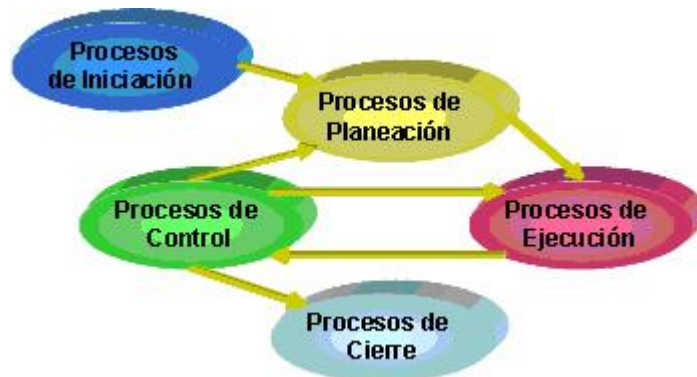 Procesos
de Iniciación
Procesos de
Planeación
Procesos de
Control
Procesos de
Ejecución
Procesos de
Cierre